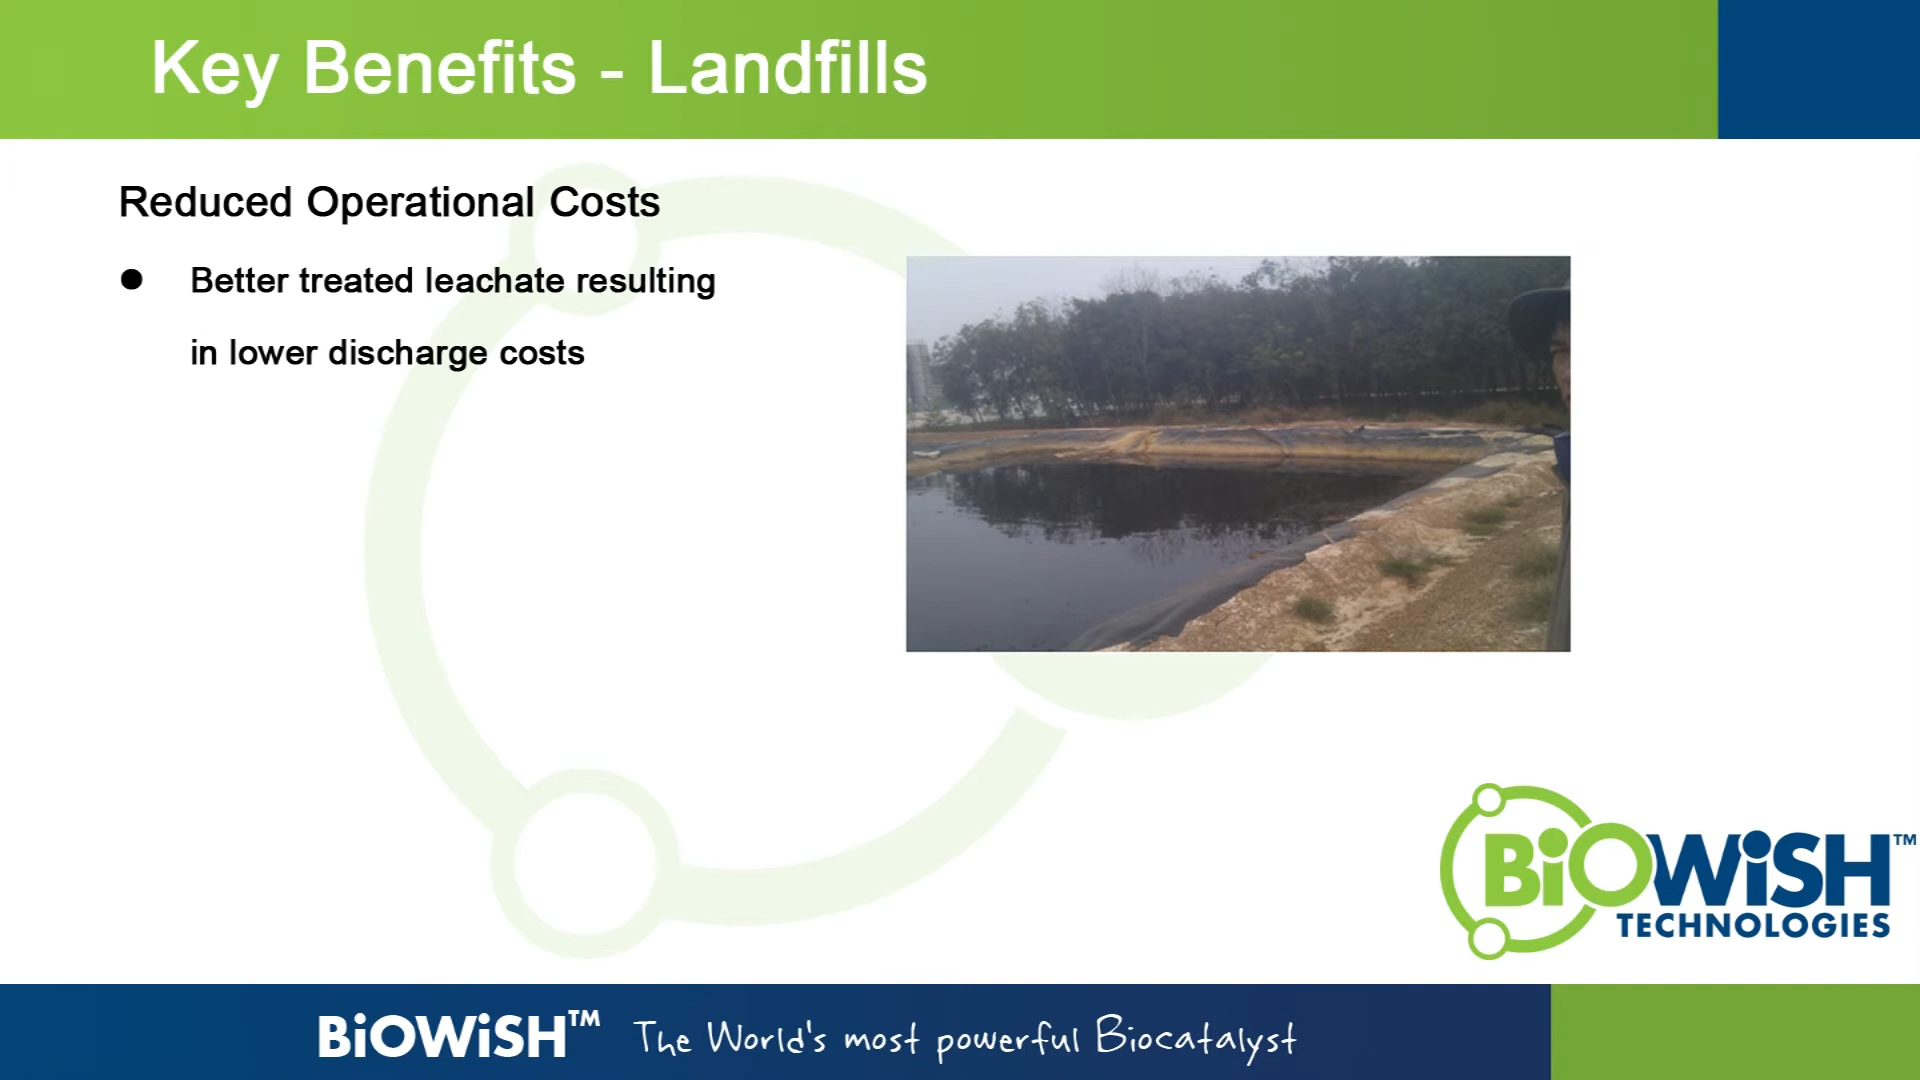 Key Benefits - Landfills
Reduced Operational Costs
● Better treated leachate resulting
in lower discharge costs
BiOWiSH™
TECHNOLOGIES
BiOWiSH™ The World's most powerful Biocatalyst